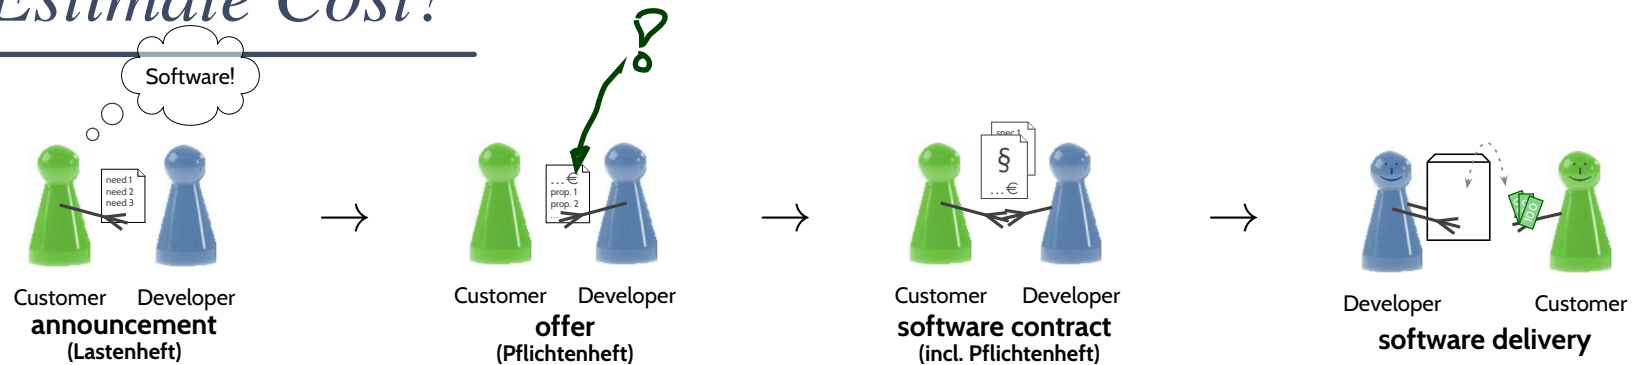 Estimate Cost?
Software!
need 1
need 2
need 3
Customer Developer
announcement
(Lastenheft)
→
?
... €
prop. 1
prop. 2
...
Customer Developer
offer
(Pflichtenheft)
→
spec 1
§
... €
Customer Developer
software contract
(incl. Pflichtenheft)
→
100
Developer Customer
software delivery